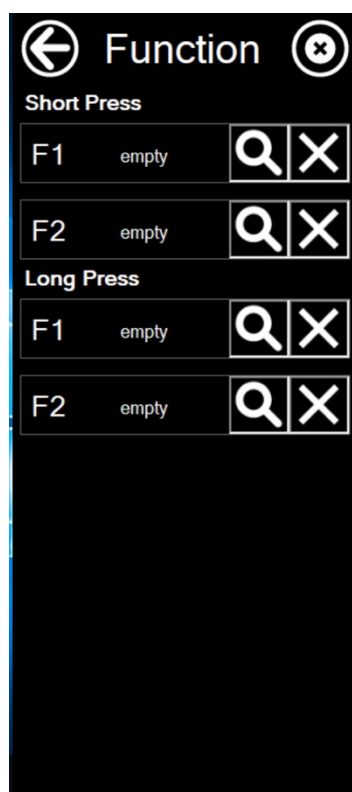 Function
Short Press
F1 empty
F2 empty
Long Press
F1 empty
F2 empty